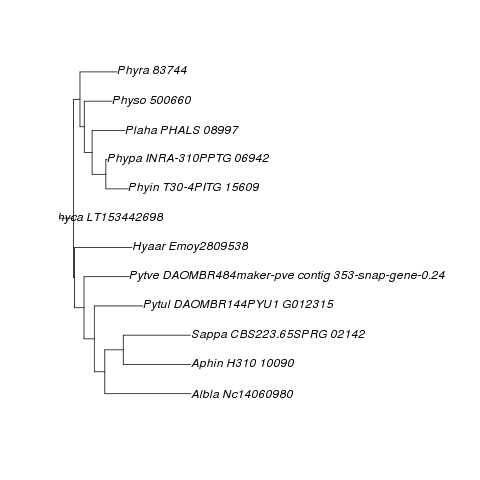 Phyra 83744
Physo 500660
Plaha PHALS 08997
Phypa INRA-310PPTG 06942
Phyin T30-4PITG 15609
hyca LT153442698
Hyaar Emoy2809538
Pytve DAOMBR484maker-pve contig 353-snap-gene-0.24
Pytul DAOMBR144PYU1 G012315
Sappa CBS223.65SPRG 02142
Aphin H310 10090
Albla Nc14060980